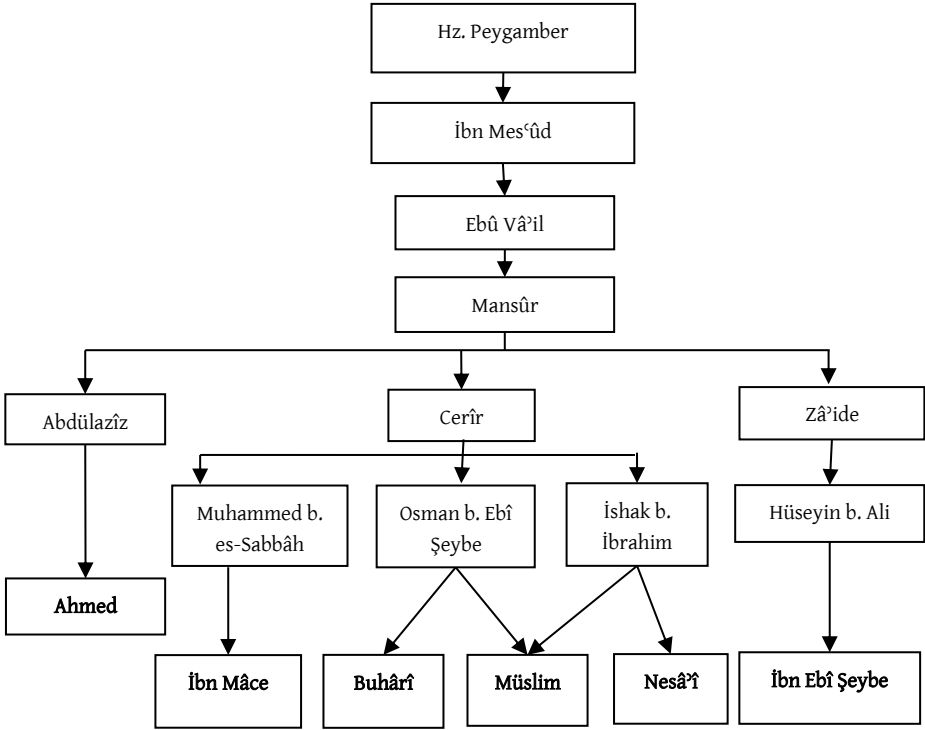 Hz. Peygamber
İbn Mesʿûd
Ebû Vâʾil
Mansûr
Abdülazîz
Cerîr
Zâʾide
Muhammed b.
es-Sabbâh
Osman b. Ebî
Şeybe
İshak b.
İbrahim
Hüseyin b. Ali
Ahmed
İbn Mâce
Buhârî
Müslim
Nesâʾî
İbn Ebî Şeybe